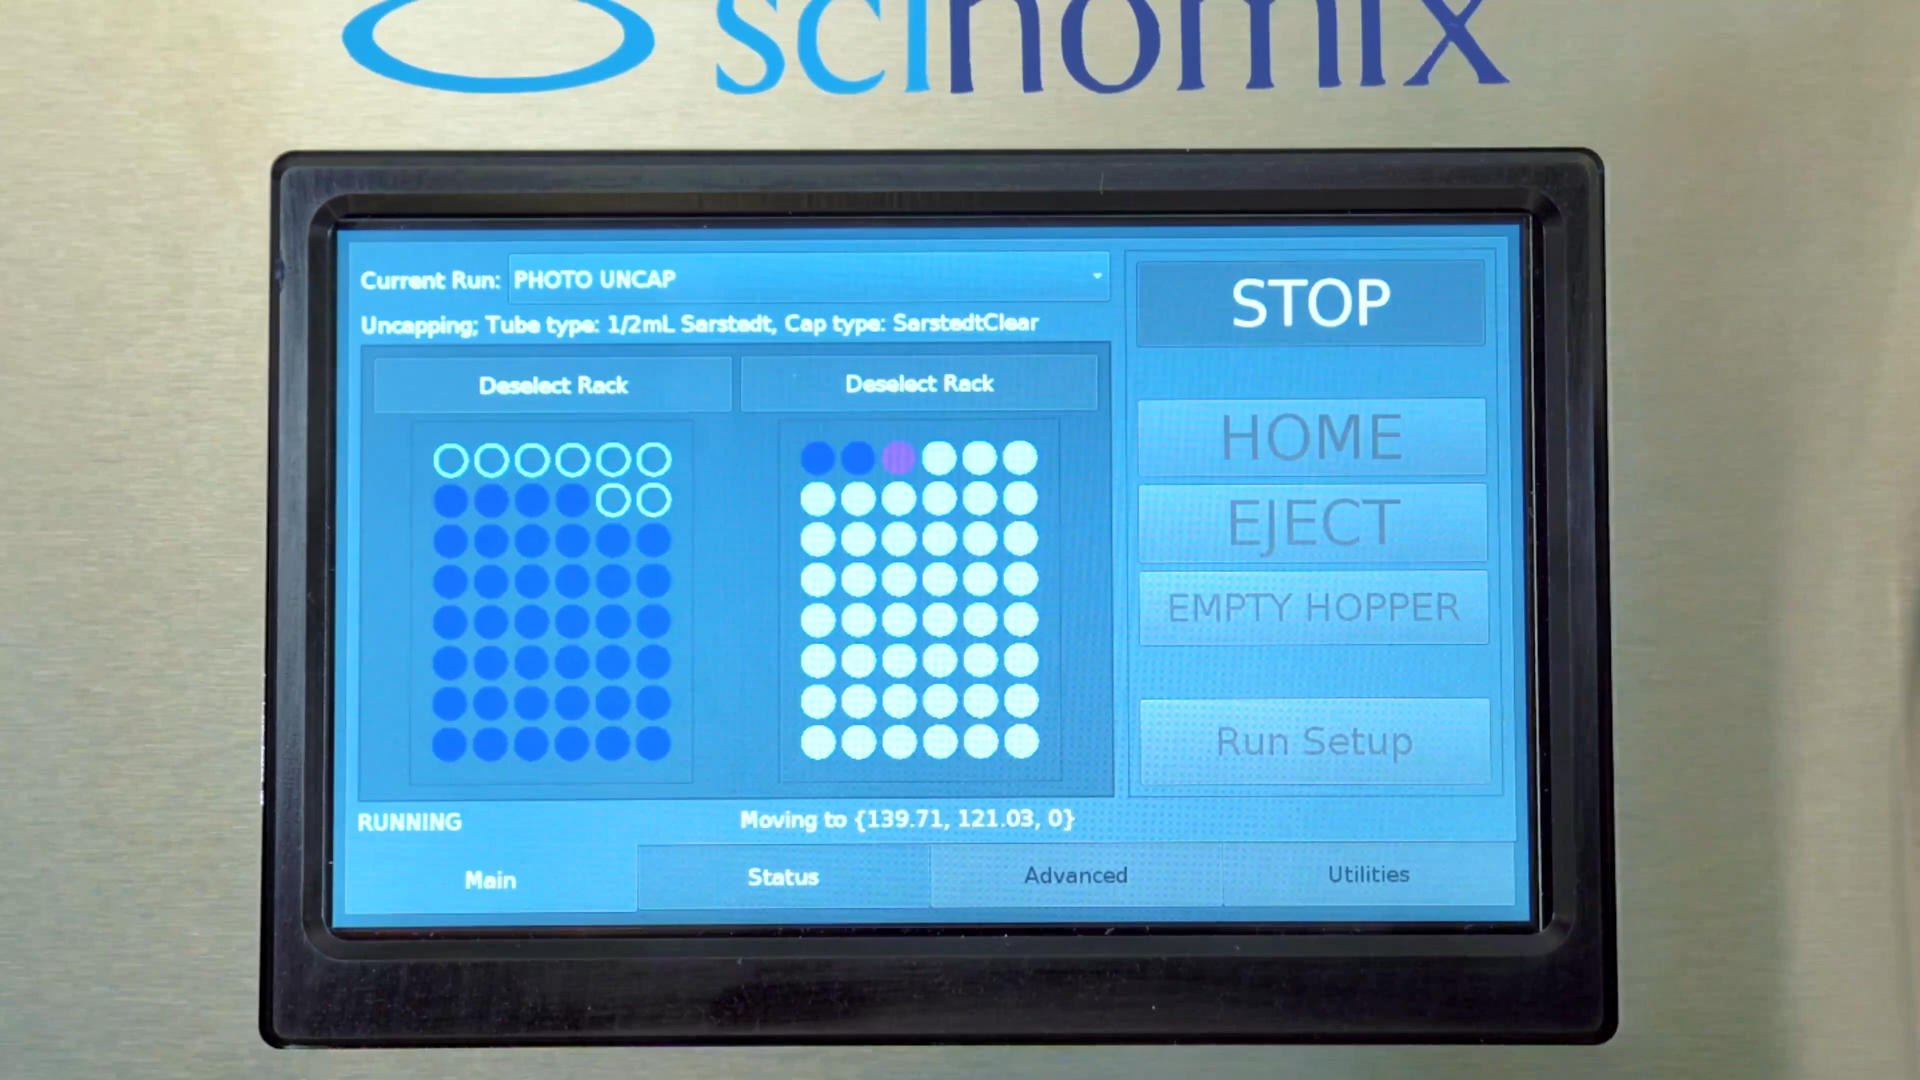 scinomix
Current Run: PHOTO UNCAP
Uncapping; Tube type: 1/2mL Sarstedt, Cap type: SarstedtClear
Deselect Rack
Deselect Rack
STOP
HOME
EJECT
EMPTY HOPPER
Run Setup
RUNNING
Moving to {139.71, 121.03, 0}
Main
Status
Advanced
Utilities